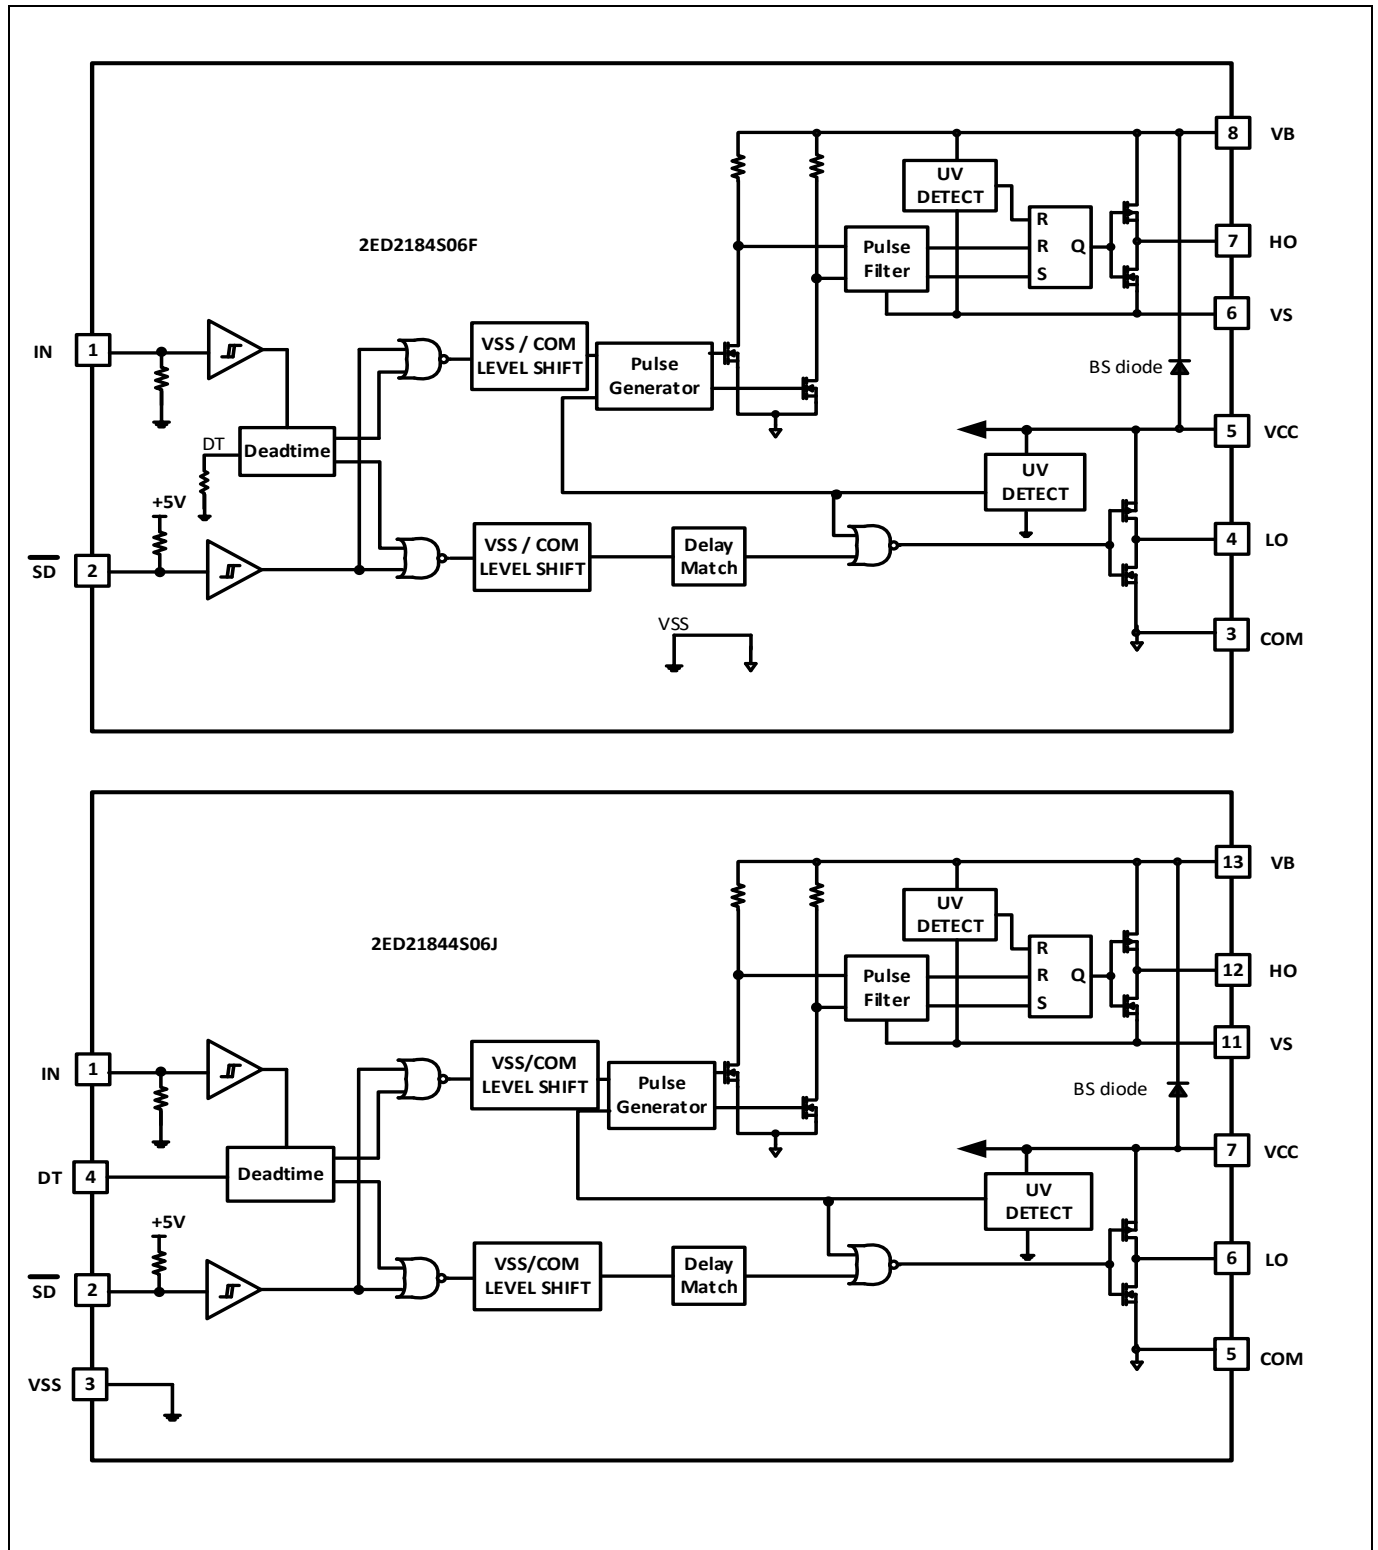 8 VB
UV
DETECT
R
2ED2184S06F
Pulse
Filter
R Q
S
7 HO
6 VS
IN 1
VSS / COM
LEVEL SHIFT
Pulse
Generator
BS diode
DT
Deadtime
5 VCC
UV
DETECT
+5V
SD 2
VSS / COM
LEVEL SHIFT
Delay
Match
4 LO
VSS
3 COM
13 VB
UV
DETECT
R
2ED21844S06J
Pulse
Filter
R Q
S
12 HO
11 VS
IN 1
VSS/COM
LEVEL SHIFT
Pulse
Generator
BS diode
DT 4
Deadtime
7 VCC
UV
DETECT
+5V
SD 2
VSS/COM
LEVEL SHIFT
Delay
Match
6 LO
VSS 3
5 COM